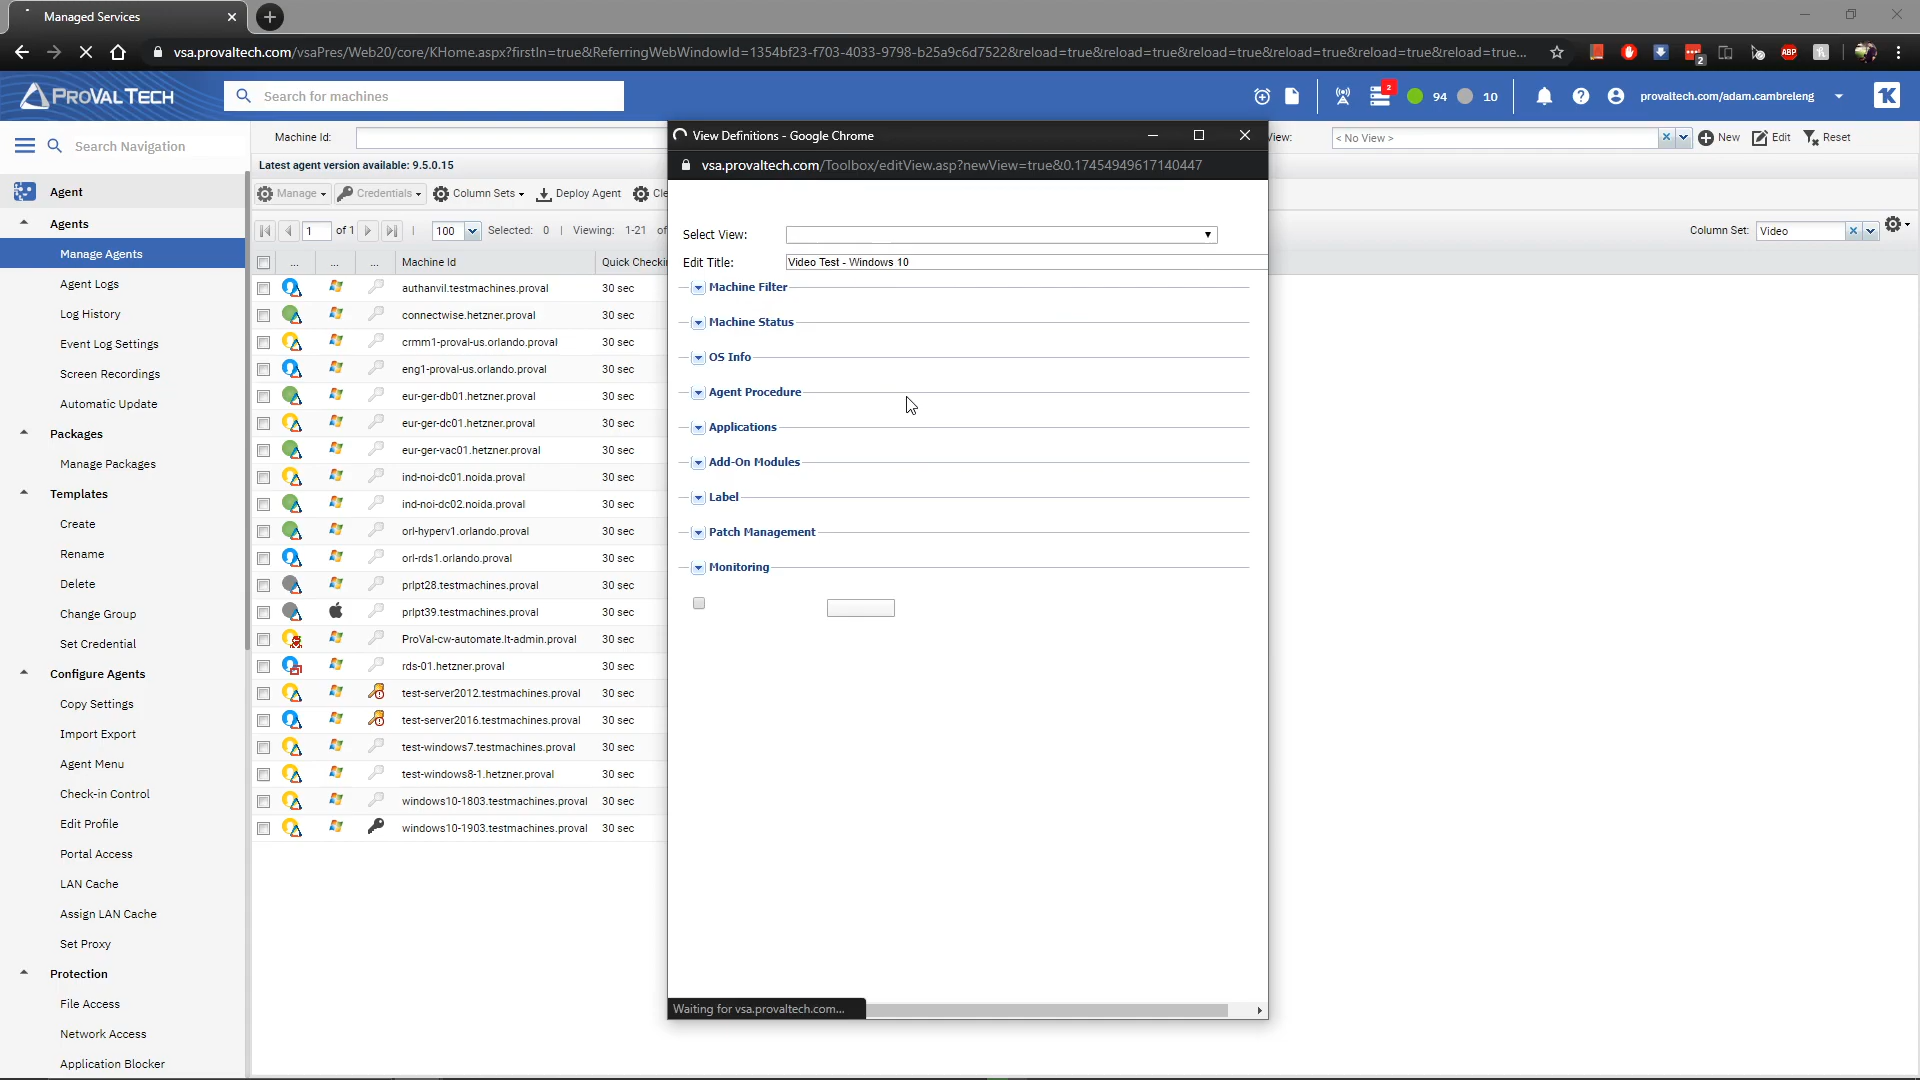 Managed Services
vsa.provaltech.com/vsaPres/Web20/core/KHome.aspx?firstIn=true&ReferringWebWindowId=1354bf23-f703-4033-9798-b25a9c6d7522&reload=true&reload=true&reload=true&reload=true&reload=true&reload=true...
2
ABP
PROVAL TECH
Search for machines
2
94
10
provaltech.com/adam.cambreleng
Search Navigation
Machine Id:
View:
< No View >
New
Edit
Reset
Latest agent version available: 9.5.0.15
Manage
Credentials
Column Sets
Deploy Agent
Cle
1
of 1
100
Selected: 0
Viewing: 1-21 of
Column Set:
Video
...
...
...
Machine Id
Quick Checkin
authanvil.testmachines.proval 30 sec
connectwise.hetzner.proval 30 sec
crmm1-proval-us.orlando.proval 30 sec
eng1-proval-us.orlando.proval 30 sec
eur-ger-db01.hetzner.proval 30 sec
eur-ger-dc01.hetzner.proval 30 sec
eur-ger-vac01.hetzner.proval 30 sec
ind-noi-dc01.noida.proval 30 sec
ind-noi-dc02.noida.proval 30 sec
orl-hyperv1.orlando.proval 30 sec
orl-rds1.orlando.proval 30 sec
prlpt28.testmachines.proval 30 sec
prlpt39.testmachines.proval 30 sec
ProVal-cw-automate.lt-admin.proval 30 sec
rds-01.hetzner.proval 30 sec
test-server2012.testmachines.proval 30 sec
test-server2016.testmachines.proval 30 sec
test-windows7.testmachines.proval 30 sec
test-windows8-1.hetzner.proval 30 sec
windows10-1803.testmachines.proval 30 sec
windows10-1903.testmachines.proval 30 sec
Agent
Agents
Manage Agents
Agent Logs
Log History
Event Log Settings
Screen Recordings
Automatic Update
Packages
Manage Packages
Templates
Create
Rename
Delete
Change Group
Set Credential
Configure Agents
Copy Settings
Import Export
Agent Menu
Check-in Control
Edit Profile
Portal Access
LAN Cache
Assign LAN Cache
Set Proxy
Protection
File Access
Network Access
Application Blocker
View Definitions - Google Chrome
vsa.provaltech.com/Toolbox/editView.asp?newView=true&0.17454949617140447
Select View:
Edit Title:
Video Test - Windows 10
Machine Filter
Machine Status
OS Info
Agent Procedure
Applications
Add-On Modules
Label
Patch Management
Monitoring
Waiting for vsa.provaltech.com...